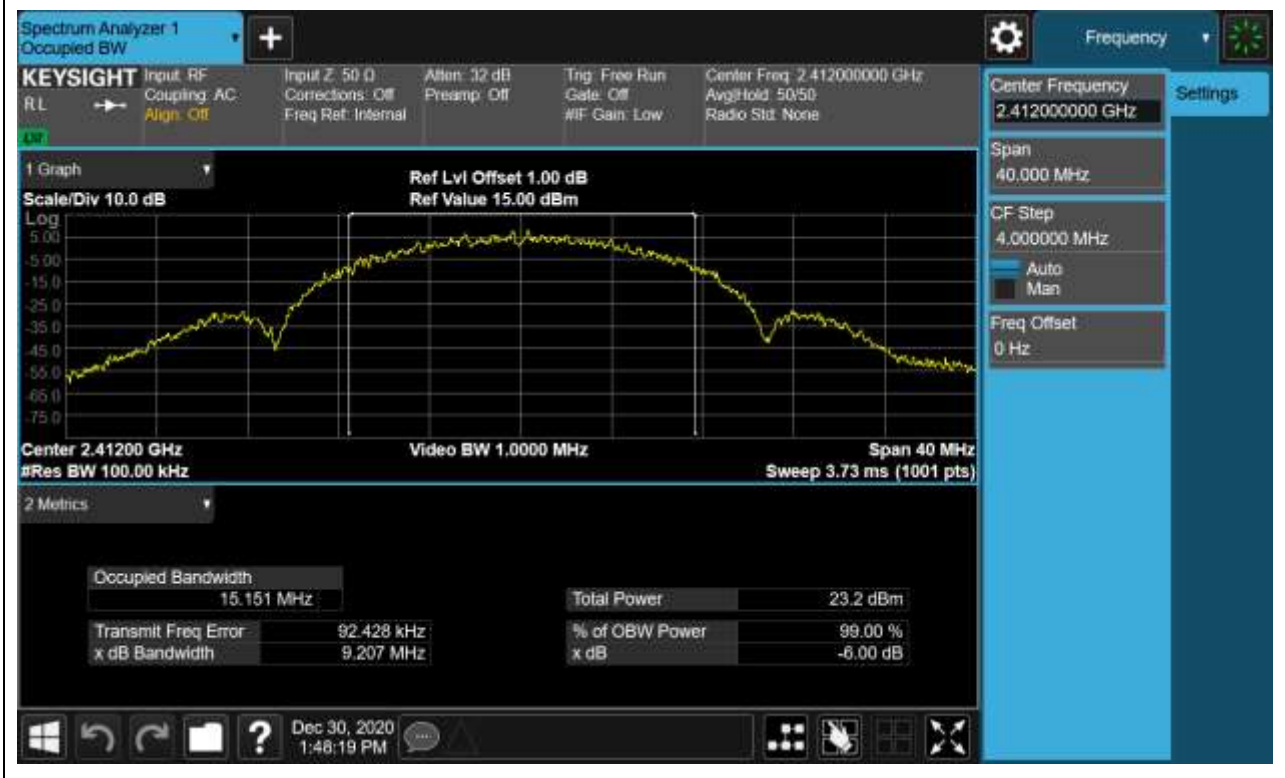 Spectrum Analyzer 1
Occupied BW
+
Frequency
KEYSIGHT
RL
Input: RF
Coupling: AC
Align: Off
Input Z: 50 Ω
Corrections: Off
Freq Ref: Internal
Atten: 32 dB
Preamp: Off
Trig: Free Run
Gate: Off
#IF Gain: Low
Center Freq: 2.412000000 GHz
Avg|Hold: 50/50
Radio Std: None
Center Frequency
2.412000000 GHz
Settings
Span
40.000 MHz
CF Step
4.000000 MHz
Auto
Man
Freq Offset
0 Hz
1 Graph
Scale/Div 10.0 dB
Ref Lvl Offset 1.00 dB
Ref Value 15.00 dBm
Log
5.00
-5.00
-15.0
-25.0
-35.0
-45.0
-55.0
-65.0
-75.0
Center 2.41200 GHz
#Res BW 100.00 kHz
Video BW 1.0000 MHz
Span 40 MHz
Sweep 3.73 ms (1001 pts)
2 Metrics
Occupied Bandwidth
15.151 MHz
Total Power 23.2 dBm
Transmit Freq Error 92.428 kHz
% of OBW Power 99.00 %
x dB Bandwidth 9.207 MHz
x dB -6.00 dB
?
Dec 30, 2020
1:48:19 PM